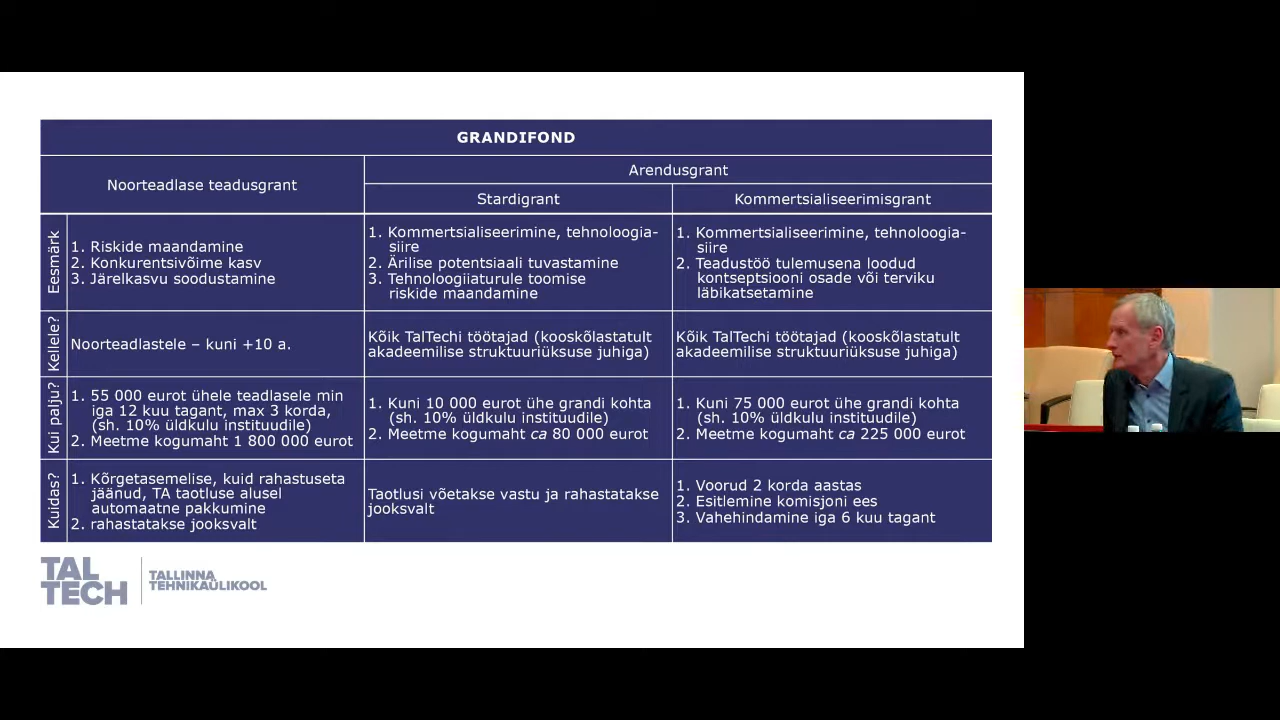 GRANDIFOND
Noorteadlase teadusgrant
Arendusgrant
Stardigrant
Kommertsialiseerimisgrant
Eesmärk
1. Riskide maandamine
2. Konkurentsivõime kasv
3. Järelkasvu soodustamine
1. Kommertsialiseerimine, tehnoloogia-
siire
2. Ärilise potentsiaali tuvastamine
3. Tehnoloogiiaturule toomise
riskide maandamine
1. Kommertsialiseerimine, tehnoloogia-
siire
2. Teadustöö tulemusena loodud
kontseptsiooni osade või terviku
läbikatsetamine
Kellele?
Noorteadlastele – kuni +10 a.
Kõik TalTechi töötajad (kooskõlastatult
akadeemilise struktuuriüksuse juhiga)
Kõik TalTechi töötajad (kooskõlastatult
akadeemilise struktuuriüksuse juhiga)
Kui palju?
1. 55 000 eurot ühele teadlasele min
iga 12 kuu tagant, max 3 korda,
(sh. 10% üldkulu instituudile)
2. Meetme kogumaht 1 800 000 eurot
1. Kuni 10 000 eurot ühe grandi kohta
(sh. 10% üldkulu instituudile)
2. Meetme kogumaht ca 80 000 eurot
1. Kuni 75 000 eurot ühe grandi kohta
(sh. 10% üldkulu instituudile)
2. Meetme kogumaht ca 225 000 eurot
Kuidas?
1. Kõrgetasemelise, kuid rahastuseta
jäänud, TA taotluse alusel
automaatne pakkumine
2. rahastatakse jooksvalt
Taotlusi võetakse vastu ja rahastatakse
jooksvalt
1. Voorud 2 korda aastas
2. Esitlemine komisjoni ees
3. Vahehindamine iga 6 kuu tagant
TAL
TECH
TALLINNA
TEHNIKAÜLIKOOL